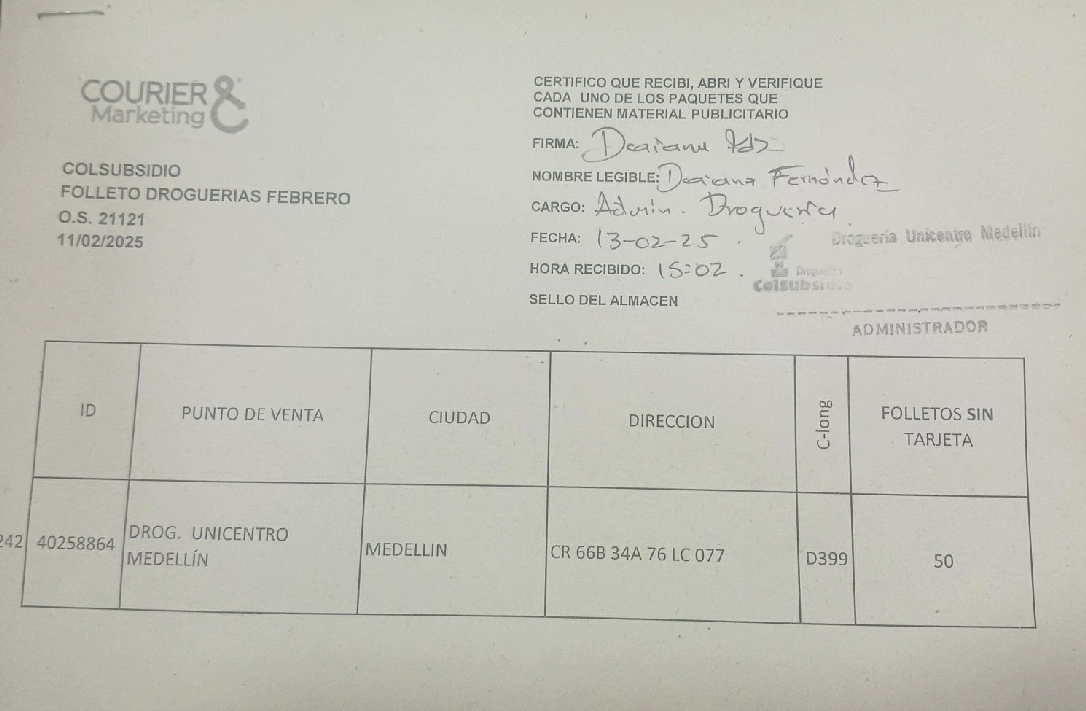 COURIER &
Marketing
COLSUBSIDIO
FOLLETO DROGUERIAS FEBRERO
O.S. 21121
11/02/2025
CERTIFICO QUE RECIBI, ABRI Y VERIFIQUE
CADA UNO DE LOS PAQUETES QUE
CONTIENEN MATERIAL PUBLICITARIO
FIRMA: Daiana Fdz
NOMBRE LEGIBLE: Daiana Fernández
CARGO: Admin. Droguería
FECHA: 13-02-25.
HORA RECIBIDO: 15:02.
SELLO DEL ALMACEN
Droguería Unicentro Medellín
Droguerías
Colsubsidio
ADMINISTRADOR
ID PUNTO DE VENTA CIUDAD DIRECCION C-long FOLLETOS SIN
TARJETA
242 40258864 DROG. UNICENTRO
MEDELLÍN MEDELLIN CR 66B 34A 76 LC 077 D399 50